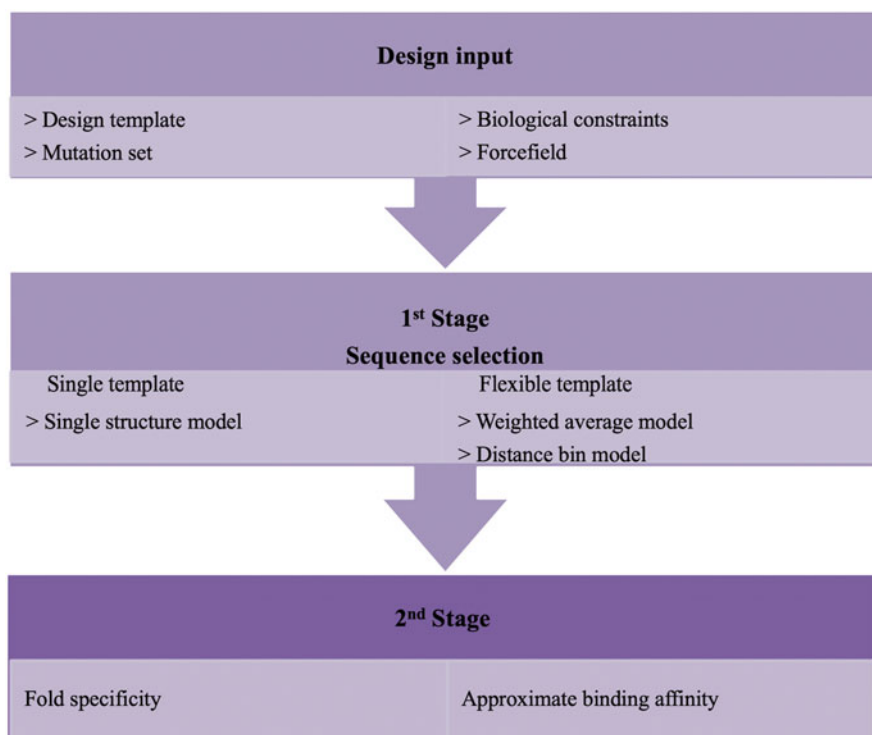 Design input
> Design template
> Mutation set
> Biological constraints
> Forcefield
1st Stage
Sequence selection
Single template
> Single structure model
Flexible template
> Weighted average model
> Distance bin model
2nd Stage
Fold specificity
Approximate binding affinity